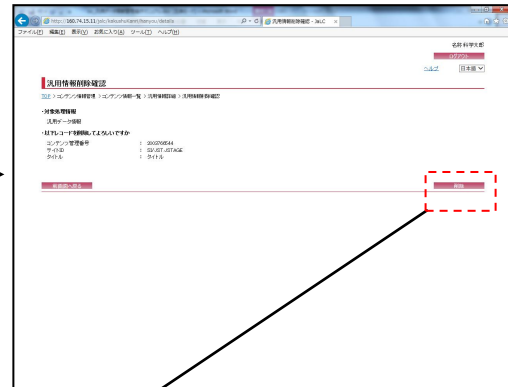 http://160.74.15.11/jalc/kaisahunant/hanyou/details
汎用情報削除確認 - JaLC
ファイル(F) 編集(E) 表示(V) お気に入り(A) ツール(T) ヘルプ(H)
名称:科学太郎
ログアウト
ヘルプ 日本語
汎用情報削除確認
TOP > コンテンツ情報管理 > コンテンツ情報一覧 > 汎用情報詳細 > 汎用情報削除確認
・対象処理情報
汎用データ情報
・以下レコードを削除してよろしいですか
コンテンツ管理番号 : 2002766544
サイトID : SI/JST.JSTAGE
タイトル : タイトル
前画面へ戻る 削除